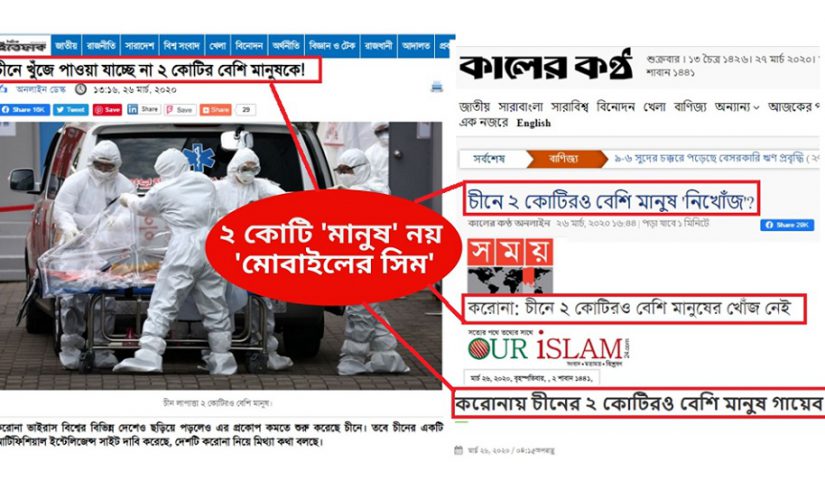 ইত্তেফাক
জাতীয় রাজনীতি সারাদেশ বিশ্ব সংবাদ খেলা বিনোদন অর্থনীতি বিজ্ঞান ও টেক রাজধানী আদালত
চীনে খুঁজে পাওয়া যাচ্ছে না ২ কোটির বেশি মানুষকে!
অনলাইন ডেস্ক ১৩:১৬, ২৬ মার্চ, ২০২০
Share 10K Tweet Save Share Save Share 29
২ কোটি 'মানুষ' নয়
'মোবাইলের সিম'
চীন লাপাত্তা ২ কোটিরও বেশি মানুষ।
করোনা ভাইরাস বিশ্বের বিভিন্ন দেশেও ছড়িয়ে পড়লেও এর প্রকোপ কমতে শুরু করেছে চীনে। তবে চীনের একটি
আর্টিফিশিয়াল ইন্টেলিজেন্স সাইট দাবি করেছে, দেশটি করোনা নিয়ে মিথ্যা কথা বলছে।
কালের কণ্ঠ
শুক্রবার । ১৩ চৈত্র ১৪২৬। ২৭ মার্চ ২০২০।
শাবান ১৪৪১
জাতীয় সারাবাংলা সারাবিশ্ব বিনোদন খেলা বাণিজ্য অন্যান্য আজকের
এক নজরে English
সর্বশেষ বাণিজ্য ৯-৬ সুদের চক্করে পড়েছে বেসরকারি ঋণ প্রবৃদ্ধি
চীনে ২ কোটিরও বেশি মানুষ 'নিখোঁজ'?
কালের কণ্ঠ অনলাইন ২৬ মার্চ, ২০২০ ১৬:৪৪ | পড়া যাবে ১ মিনিটে
Share 29K
সময়
করোনা: চীনে ২ কোটিরও বেশি মানুষের খোঁজ নেই
সত্যের পথে তথ্যের সাথে
OUR iSLAM 24.com
মার্চ ২৬, ২০২০, বৃহস্পতিবার, , ২ শাবান ১৪৪১,
করোনায় চীনের ২ কোটিরও বেশি মানুষ গায়েব
মার্চ ২৬, ২০২০ / ০৪:১৫অপরাহ্ণ